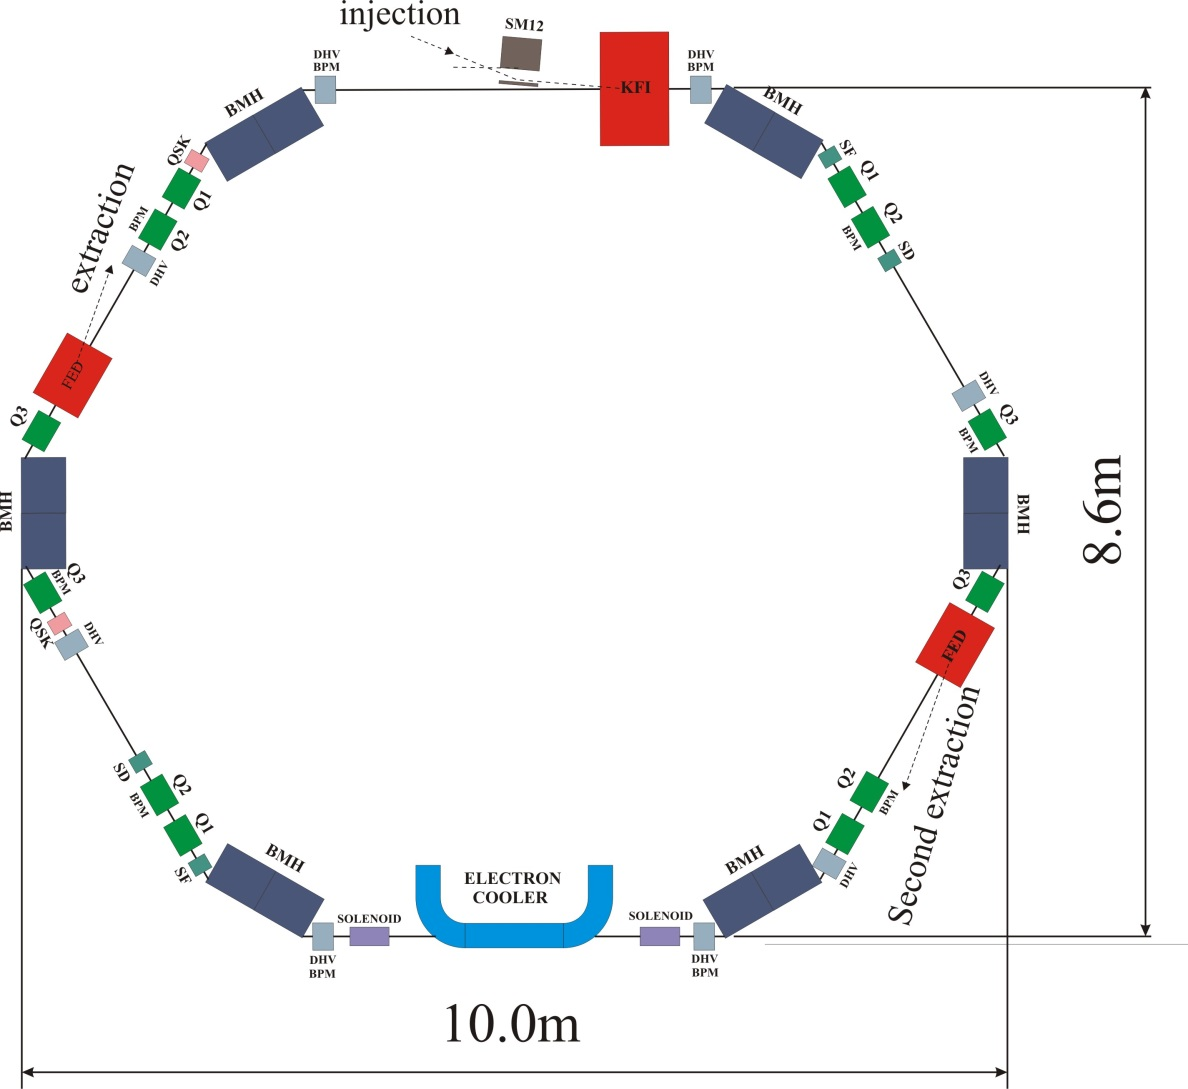 injection
SM12
DHV
BPM
KFI
DHV
BPM
BMH
BMH
QSK
Q1
BPM
Q2
DHV
extraction
SF
Q1
Q2
BPM
SD
FED
Q3
DHV
Q3
BPM
BMH
BMH
8.6m
Q3
BPM
QSK
DHV
Q3
FED
Second extraction
SD
Q2
BPM
Q1
SF
Q2
BPM
Q1
DHV
BMH
BMH
ELECTRON
COOLER
SOLENOID
SOLENOID
DHV
BPM
DHV
BPM
10.0m